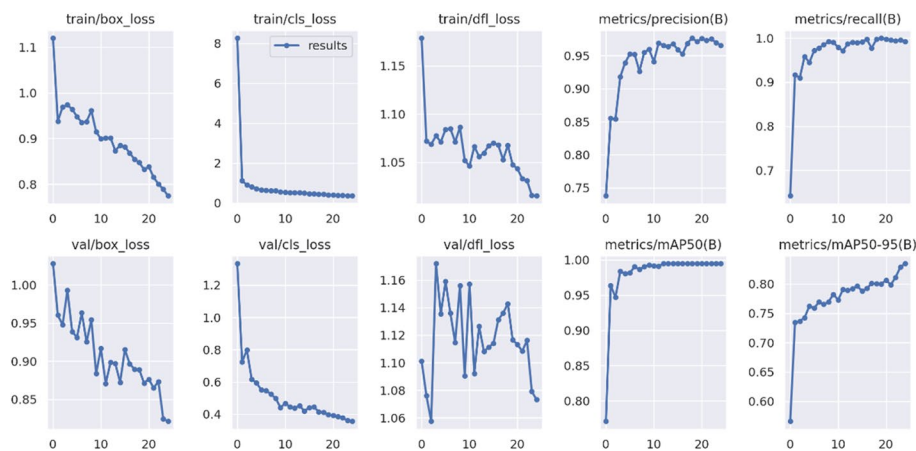 train/box_loss
train/cls_loss
train/dfl_loss
metrics/precision(B)
metrics/recall(B)
1.1
1.0
0.9
0.8
0 10 20
8
6
4
2
0
results
0 10 20
1.15
1.10
1.05
0 10 20
0.95
0.90
0.85
0.80
0.75
0 10 20
1.0
0.9
0.8
0.7
0 10 20
val/box_loss
val/cls_loss
val/dfl_loss
metrics/mAP50(B)
metrics/mAP50-95(B)
1.00
0.95
0.90
0.85
0 10 20
1.2
1.0
0.8
0.6
0.4
0 10 20
1.16
1.14
1.12
1.10
1.08
1.06
0 10 20
1.00
0.95
0.90
0.85
0.80
0 10 20
0.80
0.75
0.70
0.65
0.60
0 10 20